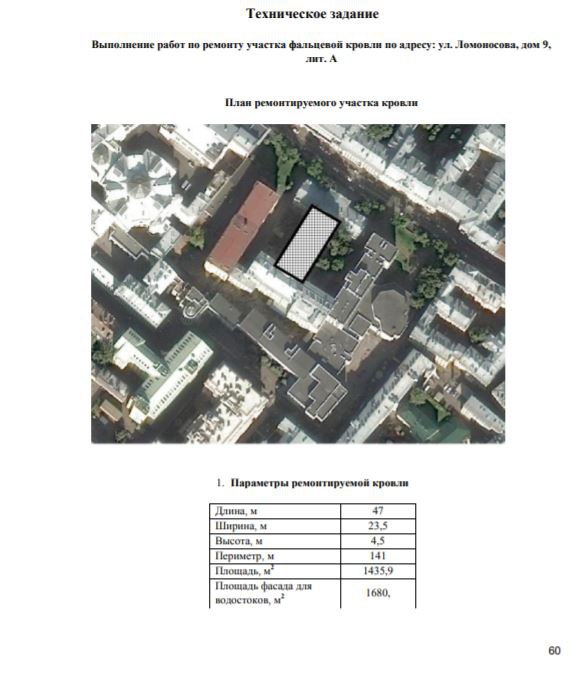 Техническое задание
Выполнение работ по ремонту участка фальцевой кровли по адресу: ул. Ломоносова, дом 9,
лит. А
План ремонтируемого участка кровли
1. Параметры ремонтируемой кровли
Длина, м 47
Ширина, м 23,5
Высота, м 4,5
Периметр, м 141
Площадь, м² 1435,9
Площадь фасада для
водостоков, м² 1680,
60